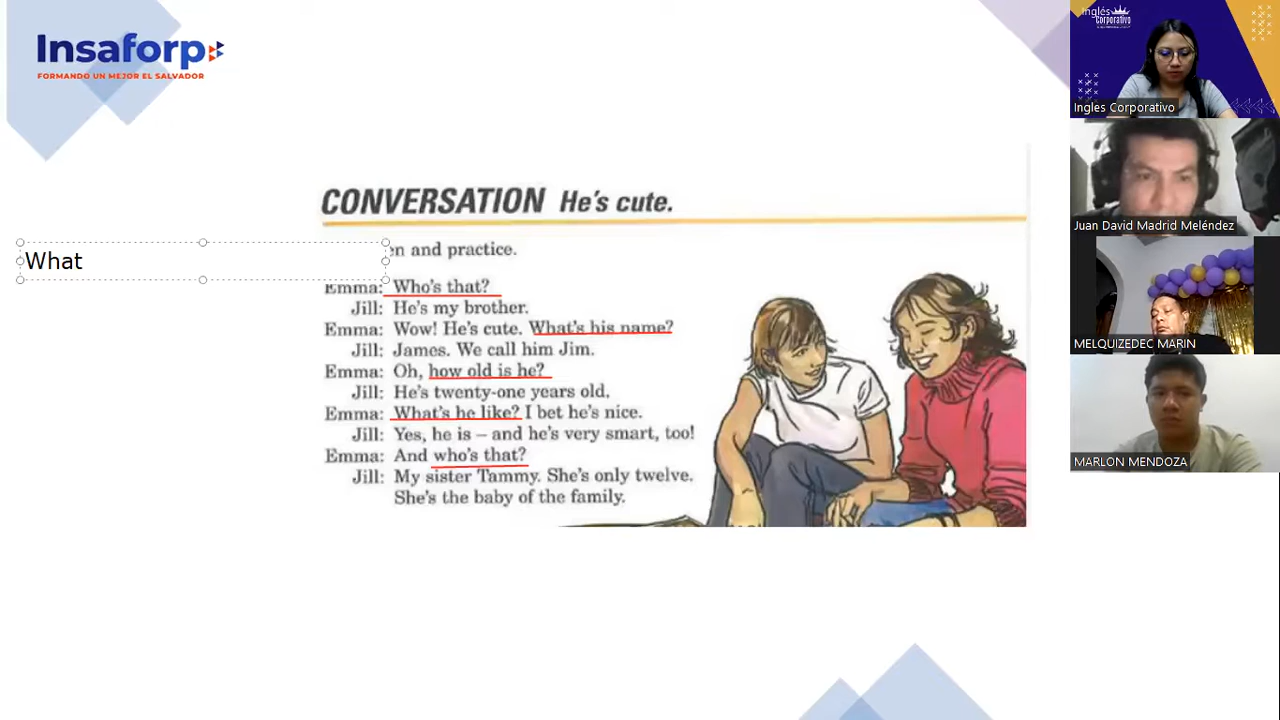 Insaforp
FORMANDO UN MEJOR EL SALVADOR
CONVERSATION He's cute.
en and practice.
What
Emma: Who's that?
Jill: He's my brother.
Emma: Wow! He's cute. What's his name?
Jill: James. We call him Jim.
Emma: Oh, how old is he?
Jill: He's twenty-one years old.
Emma: What's he like? I bet he's nice.
Jill: Yes, he is – and he's very smart, too!
Emma: And who's that?
Jill: My sister Tammy. She's only twelve.
She's the baby of the family.
Inglés
Corporativo
Ingles Corporativo
Juan David Madrid Meléndez
MELQUIZEDEC MARIN
MARLON MENDOZA